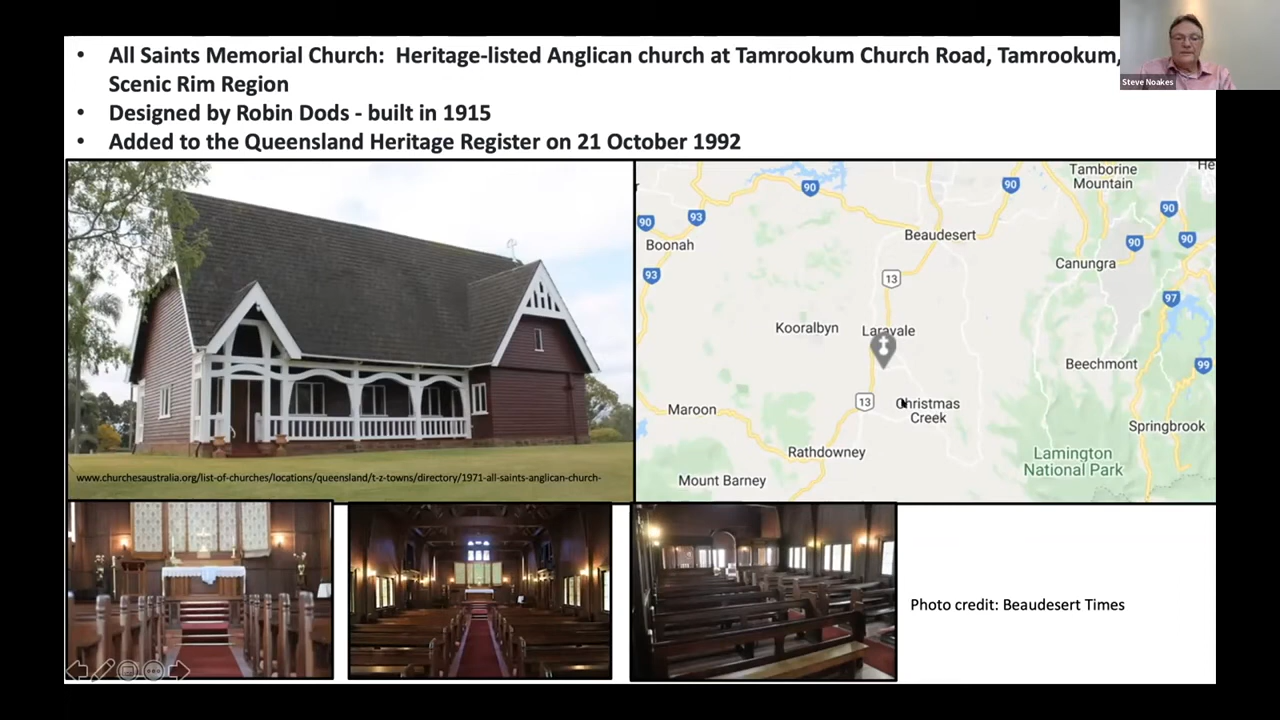 • All Saints Memorial Church: Heritage-listed Anglican church at Tamrookum Church Road, Tamrookum,
Scenic Rim Region
• Designed by Robin Dods - built in 1915
• Added to the Queensland Heritage Register on 21 October 1992
Steve Noakes
www.churchesaustralia.org/list-of-churches/locations/queensland/t-z-towns/directory/1971-all-saints-anglican-church-
Tamborine
Mountain
He
90
90
90
93
90
Boonah
Beaudesert
90
90
93
13
Canungra
97
Kooralbyn
Laravale
Beechmont
99
Maroon
13
Christmas
Creek
Springbrook
Rathdowney
Lamington
National Park
Mount Barney
Photo credit: Beaudesert Times